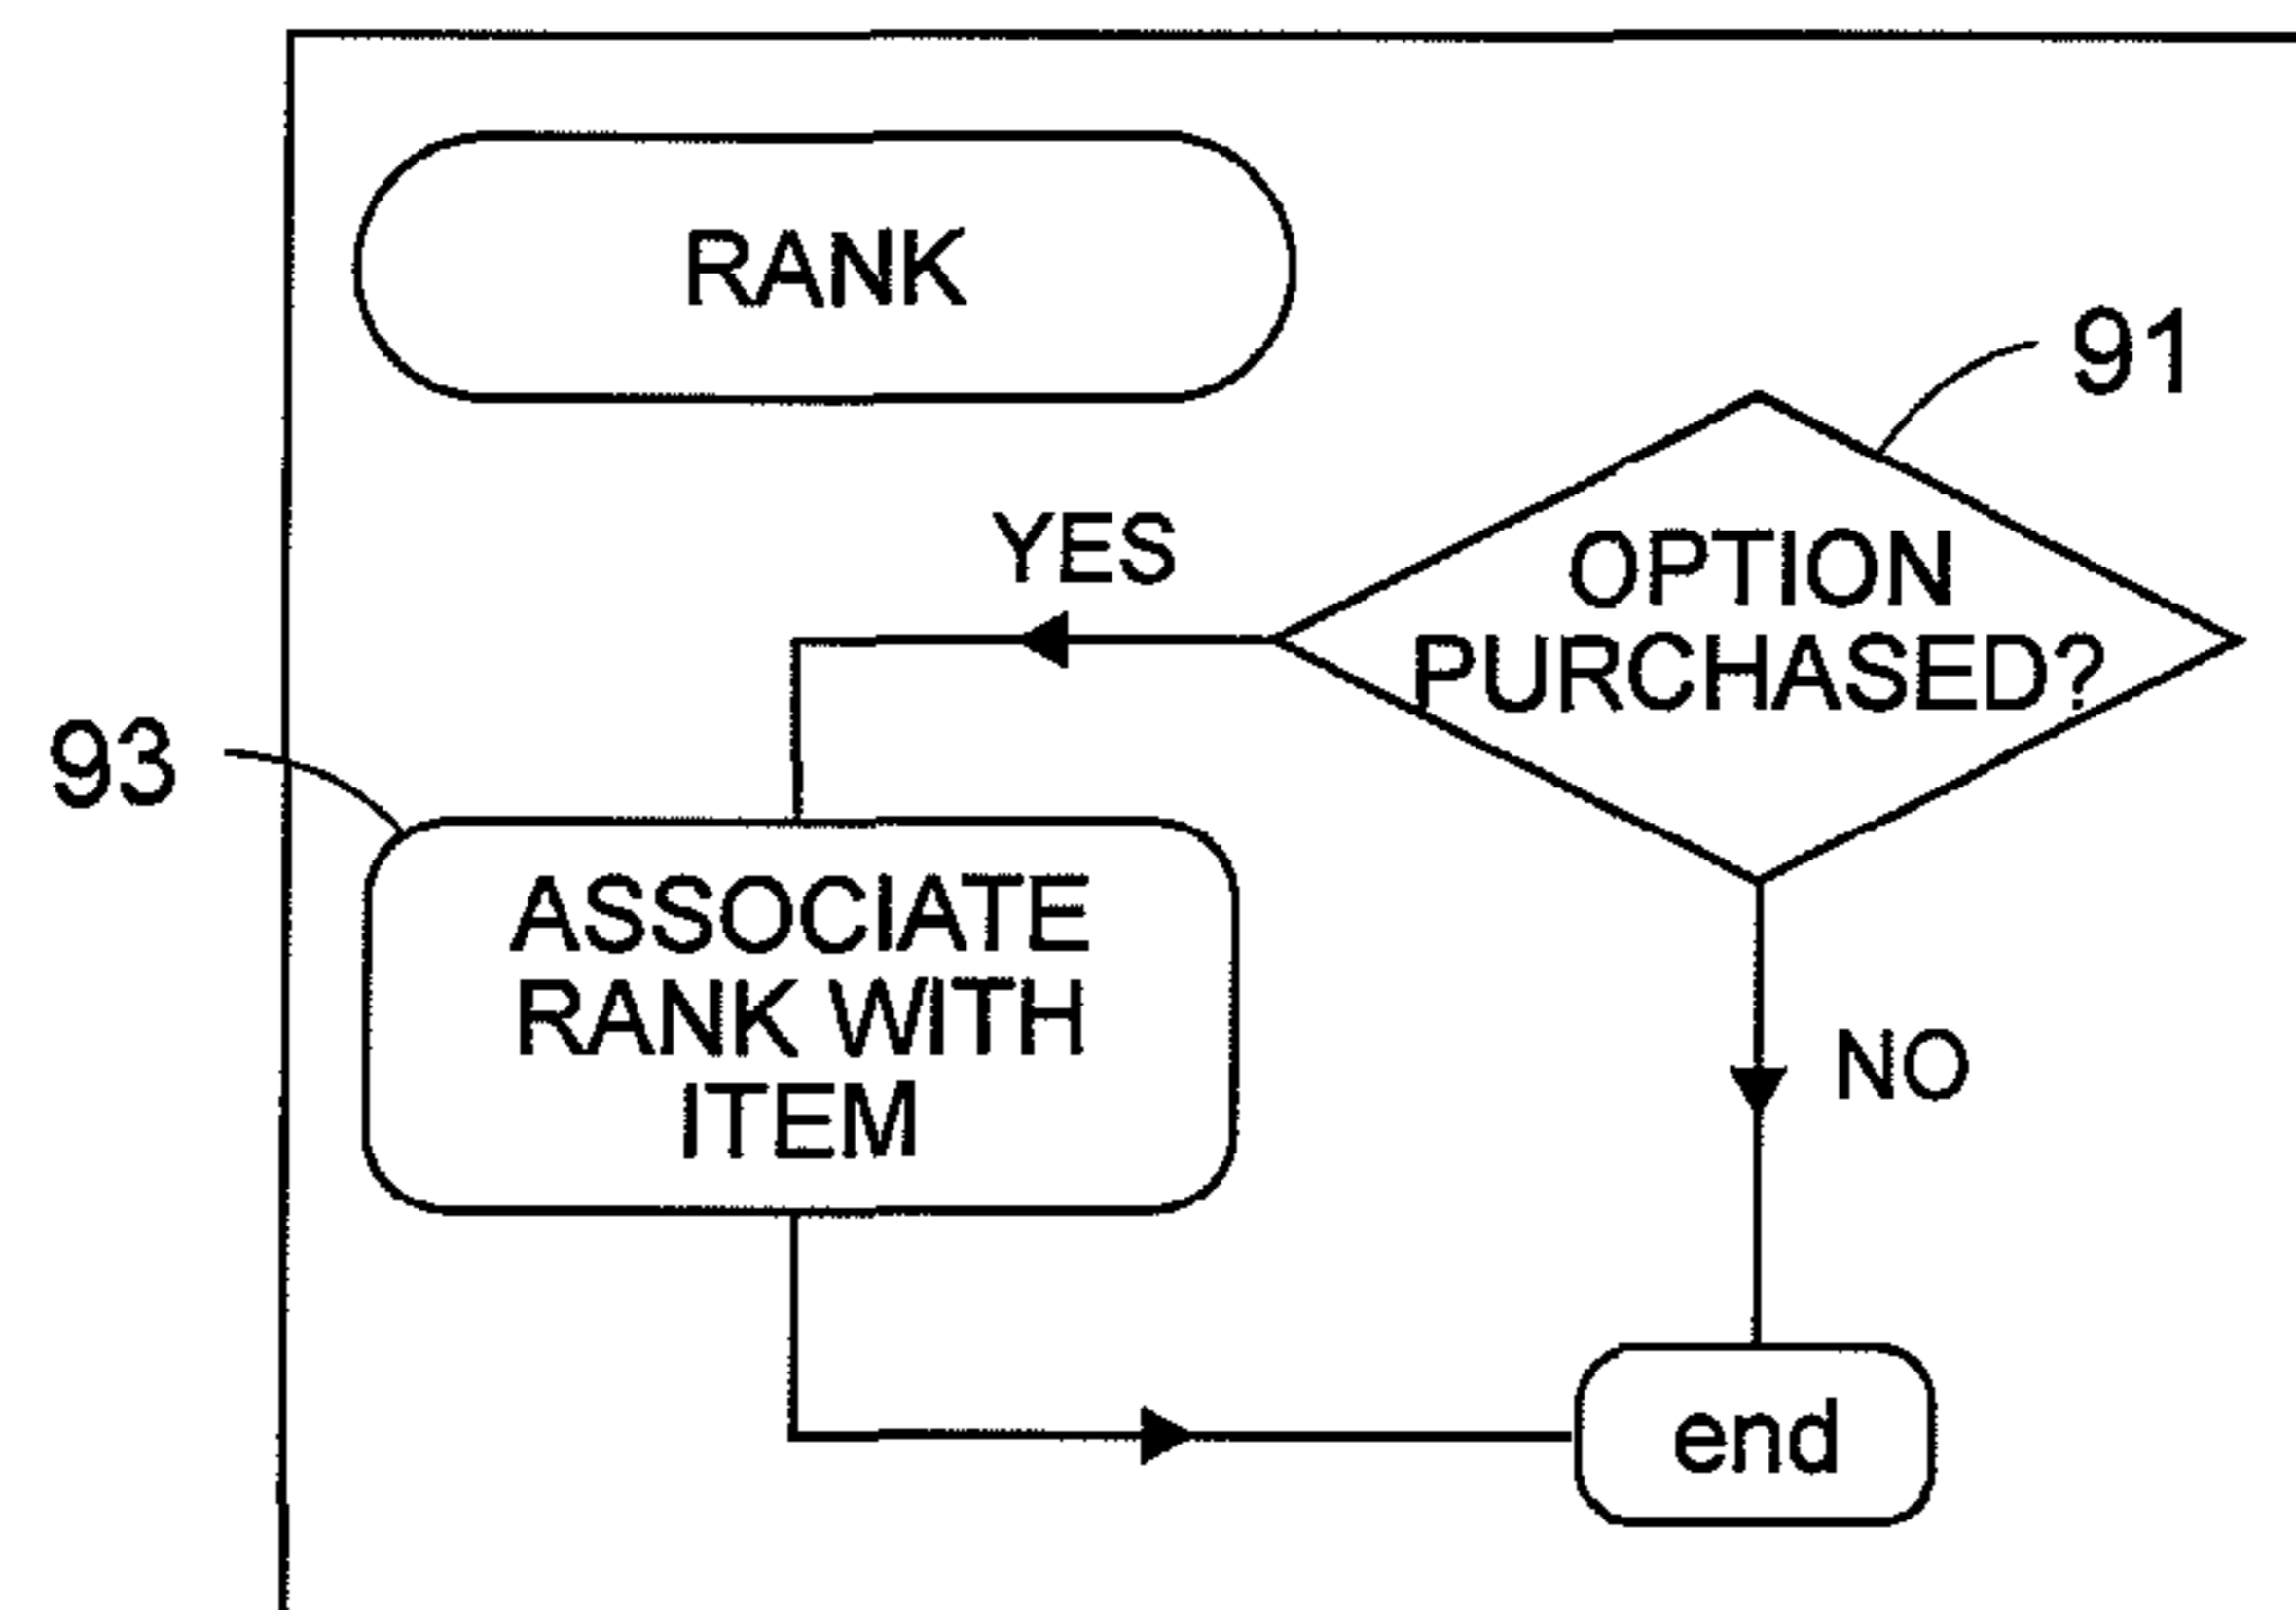 RANK
91
OPTION
PURCHASED?
YES
93
ASSOCIATE
RANK WITH
ITEM
NO
end